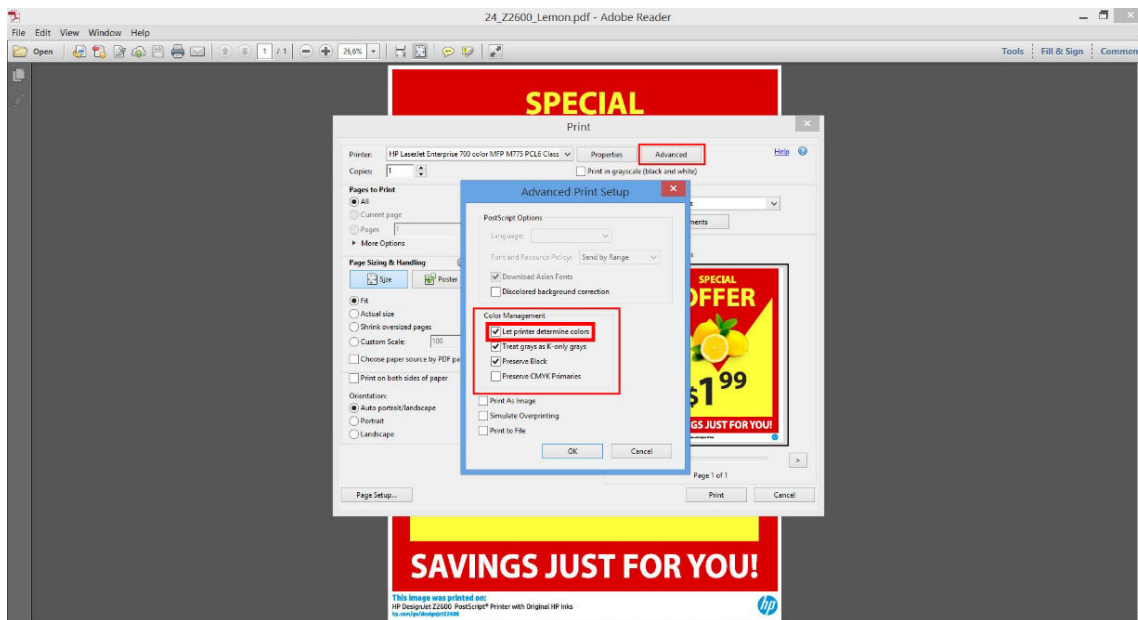 24_Z2600_Lemon.pdf - Adobe Reader
File Edit View Window Help
Open 1 / 1 26,6% Tools Fill & Sign Commen
SPECIAL
Print
Printer: HP LaserJet Enterprise 700 color MFP M775 PCL6 Class Properties Advanced Help
Copies: 1 Print in grayscale (black and white)
Pages to Print
All
Current page
Pages 1
More Options
Page Sizing & Handling
Size Poster
Fit
Actual size
Shrink oversized pages
Custom Scale: 100
Choose paper source by PDF pa
Print on both sides of paper
Orientation:
Auto portrait/landscape
Portrait
Landscape
Advanced Print Setup
PostScript Options
Language:
Font and Resource Policy: Send by Range
Download Asian Fonts
Discolored background correction
Color Management
Let printer determine colors
Treat grays as K-only grays
Preserve Black
Preserve CMYK Primaries
Print As Image
Simulate Overprinting
Print to File
OK Cancel
s
ments
s
SPECIAL
OFFER
$1 99
GS JUST FOR YOU!
>
Page 1 of 1
Page Setup... Print Cancel
SAVINGS JUST FOR YOU!
This image was printed on:
HP DesignJet Z2600 PostScript® Printer with Original HP Inks
hp.com/go/designjetZ2600
hp